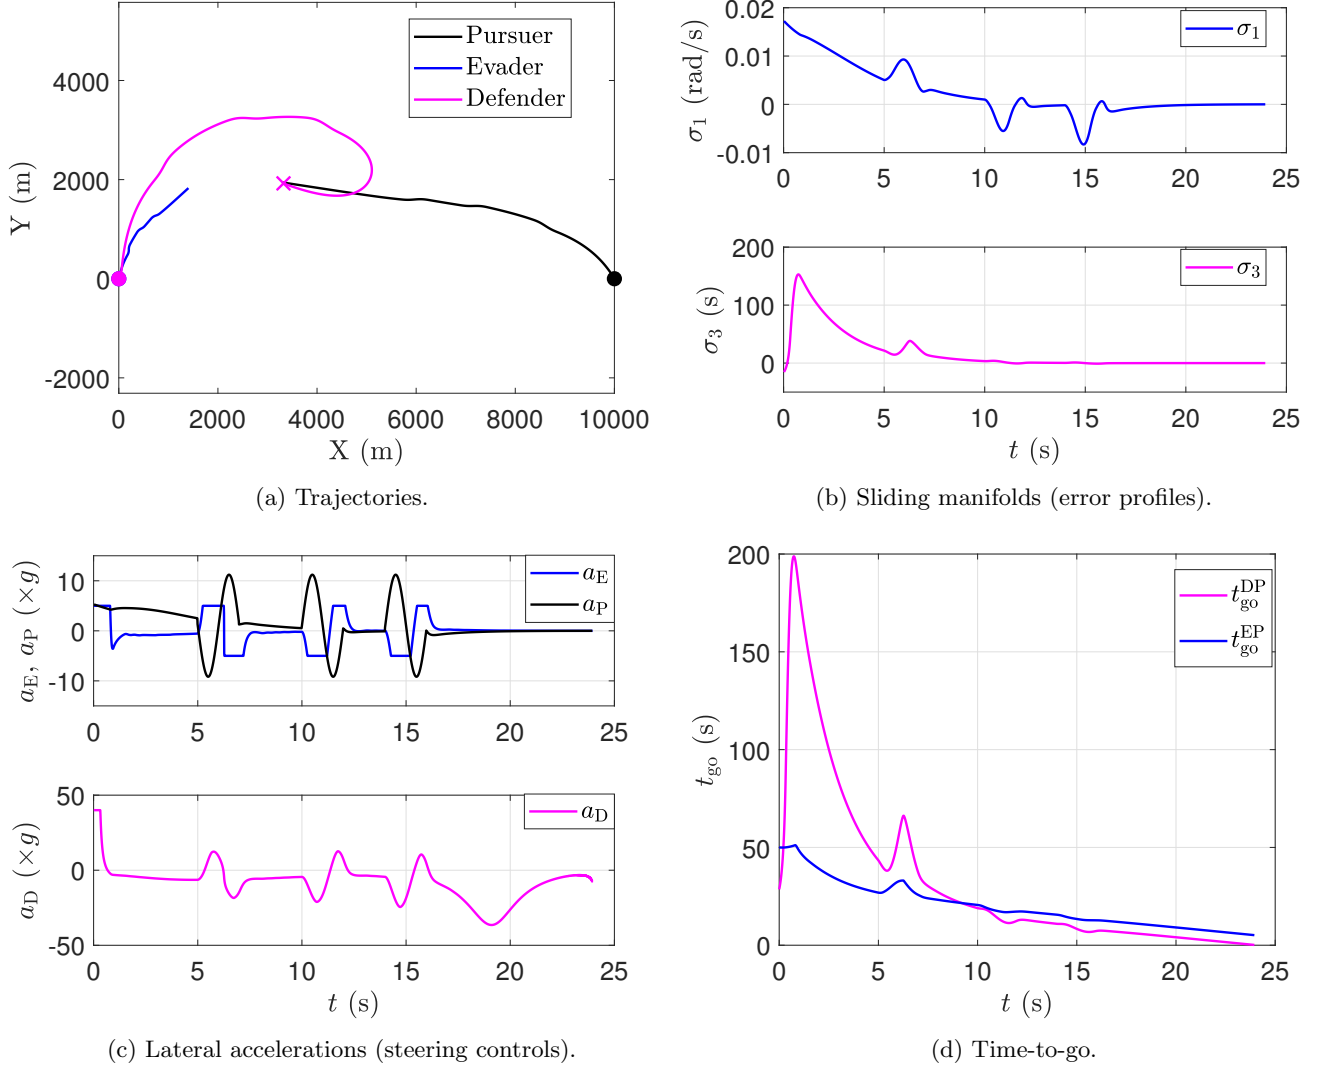 4000
2000
0
-2000
Y (m)
0 2000 4000 6000 8000 10000
X (m)
Pursuer
Evader
Defender
(a) Trajectories.
0.02
0.01
0
-0.01
σ1 (rad/s)
σ1
0 5 10 15 20 25
200
100
0
σ3 (s)
σ3
0 5 10 15 20 25
t (s)
(b) Sliding manifolds (error profiles).
10
0
-10
aE, aP (×g)
aE
aP
0 5 10 15 20 25
50
0
-50
aD (×g)
aD
0 5 10 15 20 25
t (s)
(c) Lateral accelerations (steering controls).
200
150
100
50
0
tgo (s)
tgoDP
tgoEP
0 5 10 15 20 25
t (s)
(d) Time-to-go.